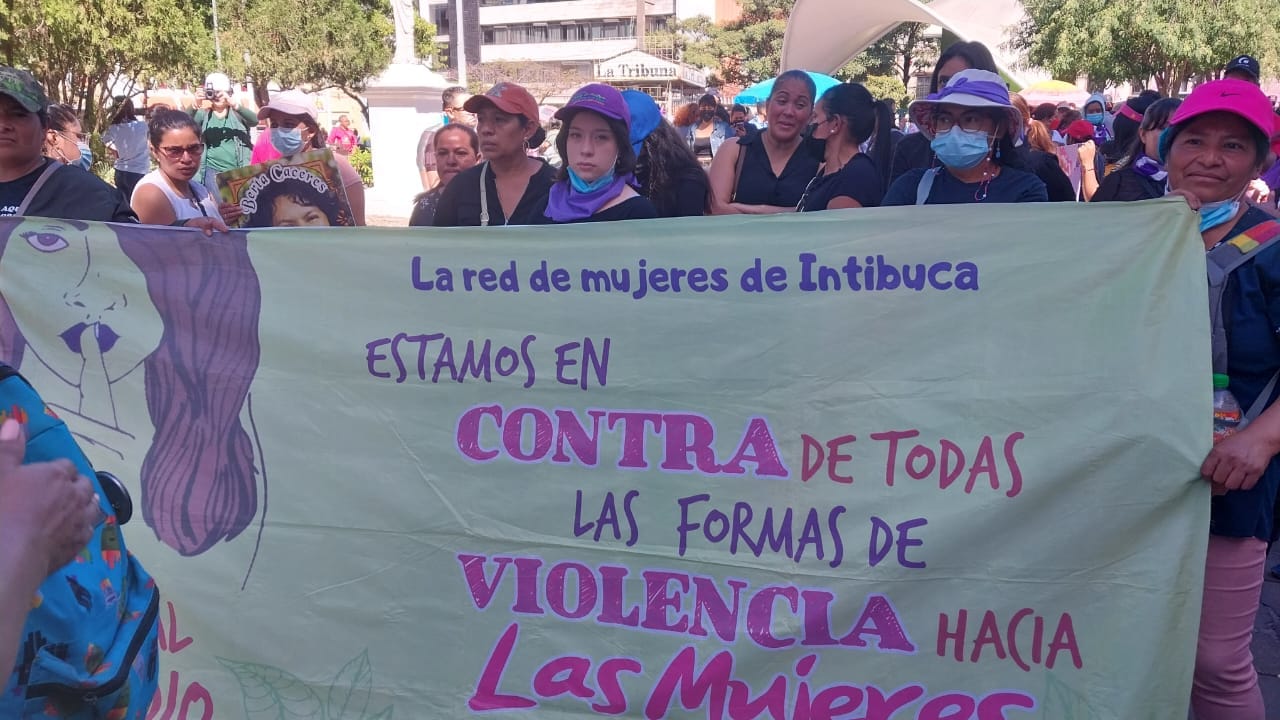 La Tribuna
Berta Caceres
La red de mujeres de Intibuca
ESTAMOS EN
CONTRA DE TODAS
LAS FORMAS DE
VIOLENCIA HACIA
Las Mujeres